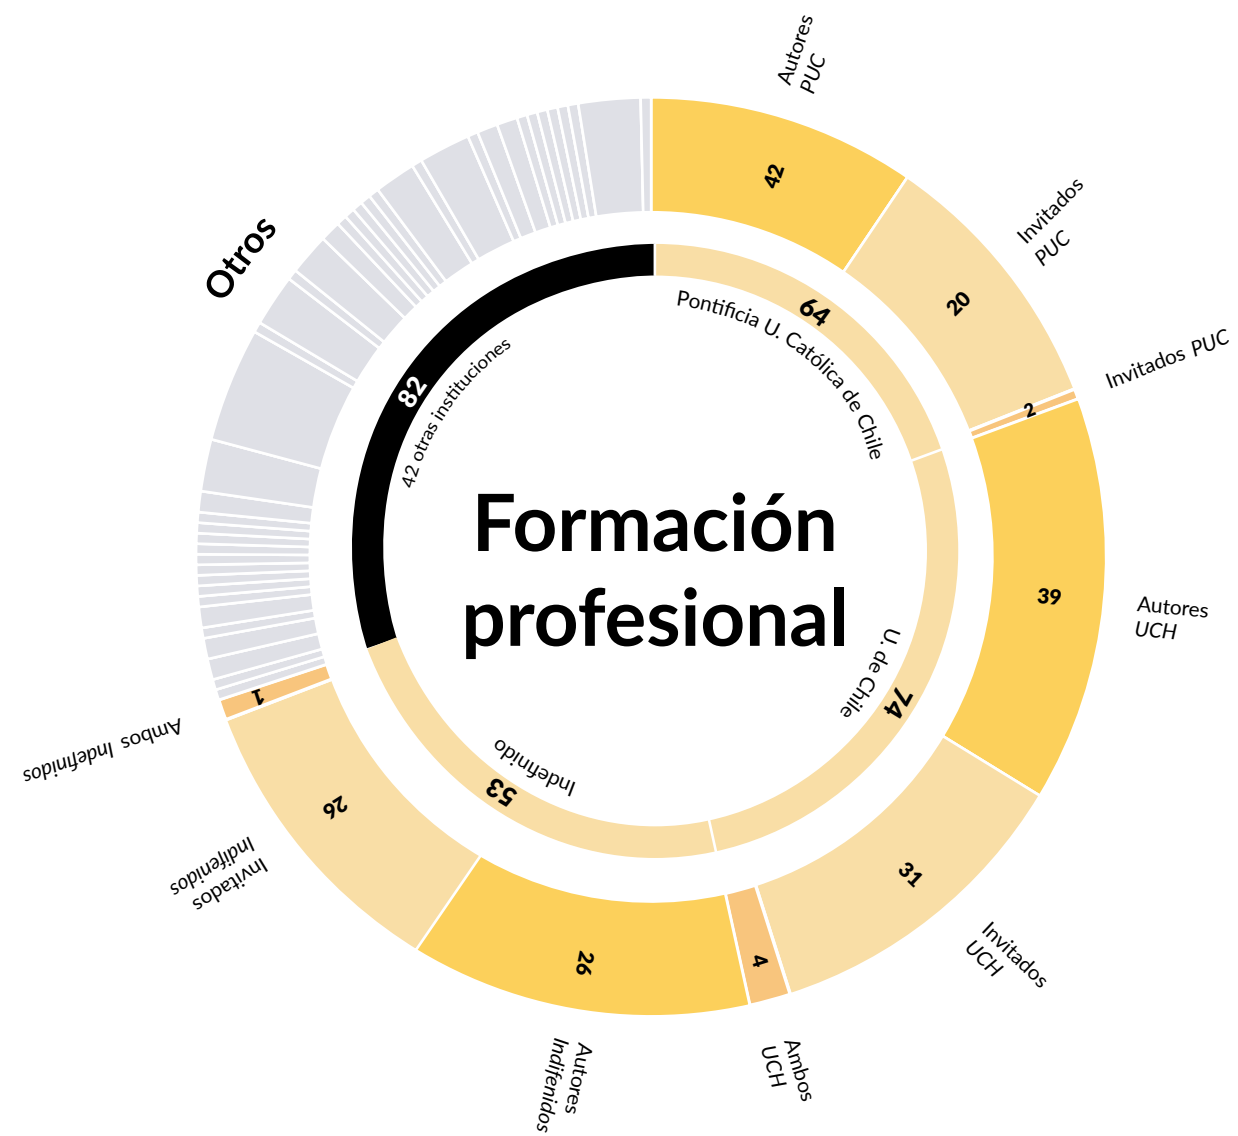 Formación
profesional
Autores
PUC
42
Invitados
PUC
20
Invitados PUC
2
Autores
UCH
39
Invitados
UCH
31
Ambos
UCH
4
Autores
Indifenidos
26
Invitados
Indifenidos
26
Ambos Indefinidos
1
Otros
64
Pontificia U. Católica de Chile
74
U. de Chile
53
Indefinido
82
42 otras instituciones